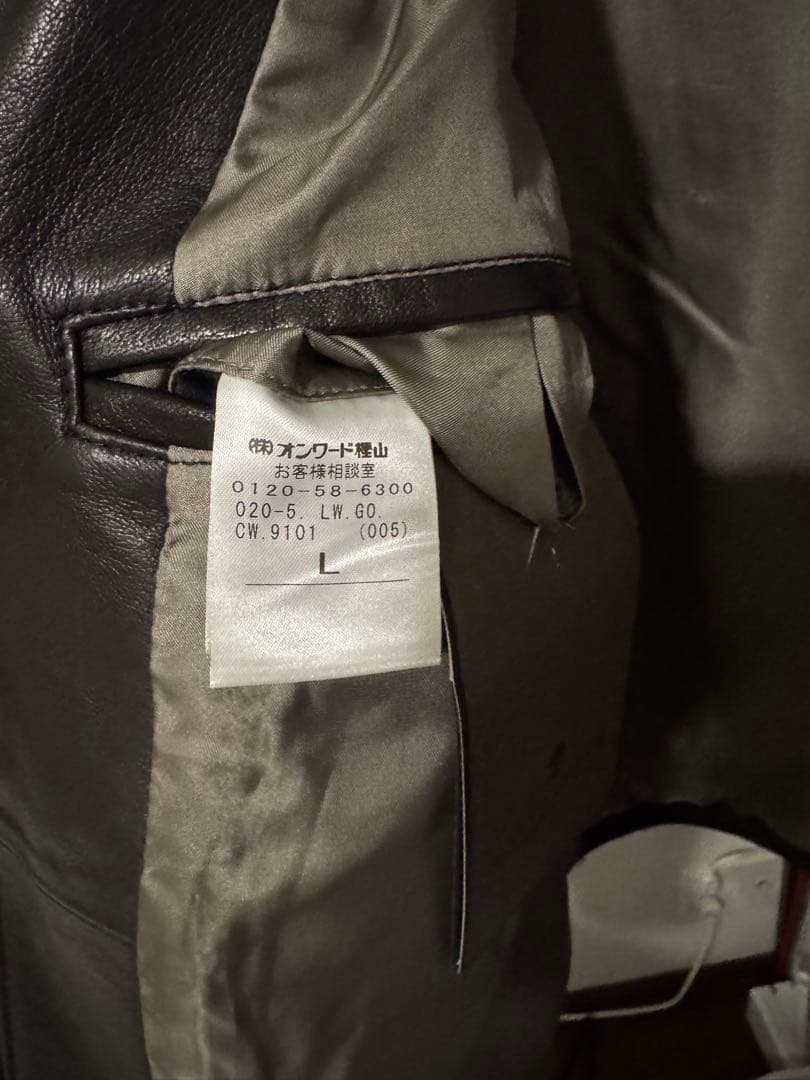 (株)オンワード樫山
お客様相談室
0120-58-6300
020-5. LW.GO.
CW.9101 (005)
L